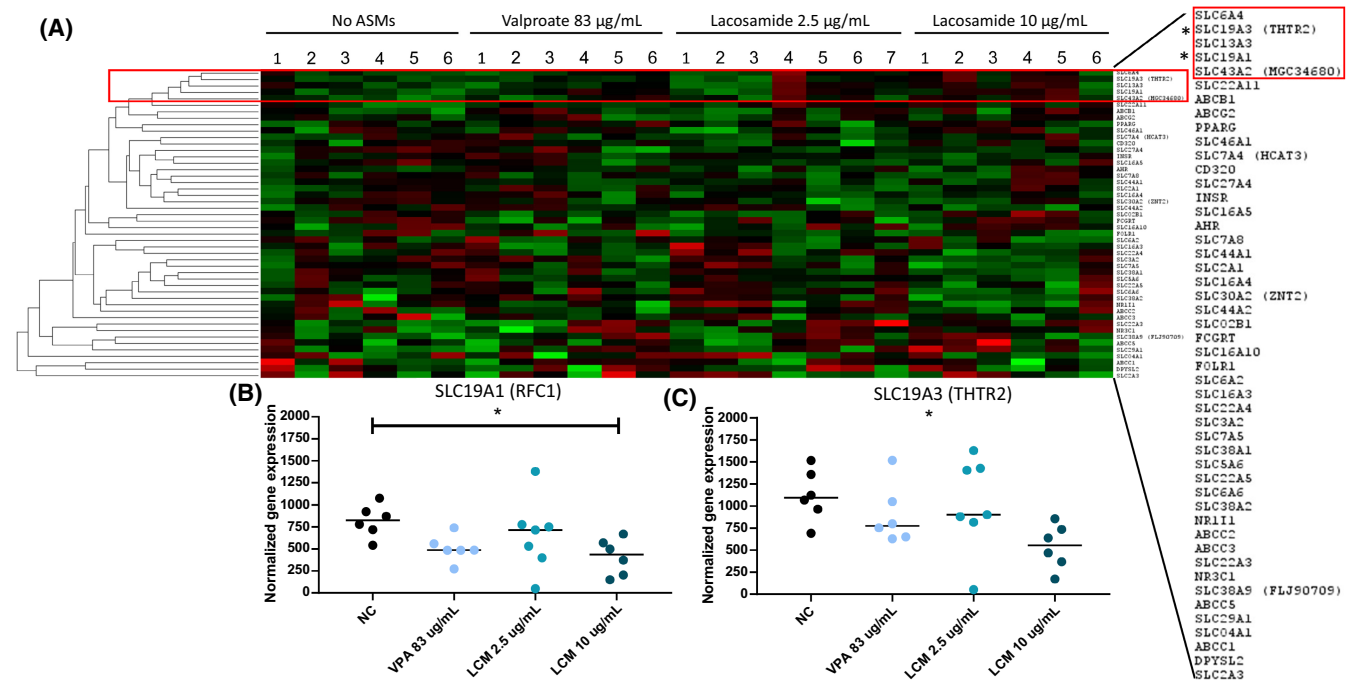 (A)
No ASMs
Valproate 83 µg/mL
Lacosamide 2.5 µg/mL
Lacosamide 10 µg/mL
1 2 3 4 5 6 1 2 3 4 5 6 1 2 3 4 5 6 7 1 2 3 4 5 6
SLC6A4
* SLC19A3 (THTR2)
SLC13A3
* SLC19A1
SLC43A2 (MGC34680)
SLC22A11
ABCB1
ABCG2
PPARG
SLC46A1
SLC7A4 (HCAT3)
CD320
SLC27A4
INSR
SLC16A5
AHR
SLC7A8
SLC44A1
SLC2A1
SLC16A4
SLC30A2 (ZNT2)
SLC44A2
SLCO2B1
FCGRT
SLC16A10
FOLR1
SLC6A2
SLC16A3
SLC22A4
SLC3A2
SLC7A5
SLC38A1
SLC5A6
SLC22A5
SLC6A6
SLC38A2
NR1I1
ABCC2
ABCC3
SLC22A3
NR3C1
SLC38A9 (FLJ90709)
ABCC5
SLC29A1
SLCO4A1
ABCC1
DPYSL2
SLC2A3
(B)
SLC19A1 (RFC1)
*
Normalized gene expression
2000
1750
1500
1250
1000
750
500
250
0
NC
VPA 83 ug/mL
LCM 2.5 ug/mL
LCM 10 ug/mL
(C)
SLC19A3 (THTR2)
*
Normalized gene expression
2000
1750
1500
1250
1000
750
500
250
0
NC
VPA 83 ug/mL
LCM 2.5 ug/mL
LCM 10 ug/mL